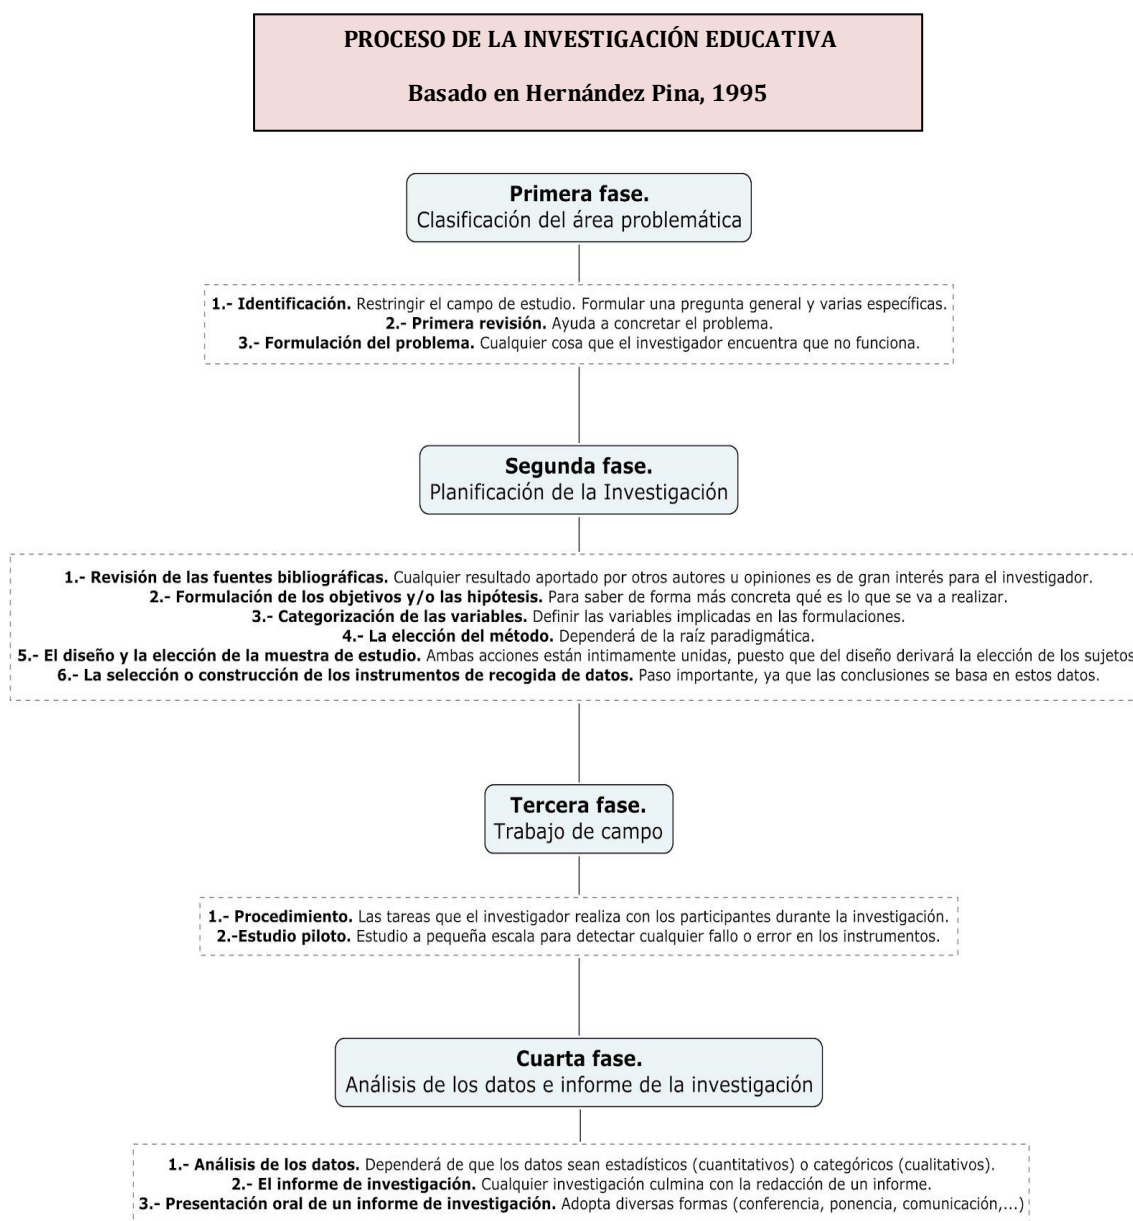 PROCESO DE LA INVESTIGACIÓN EDUCATIVA
Basado en Hernández Pina, 1995
Primera fase.
Clasificación del área problemática
1.- Identificación. Restringir el campo de estudio. Formular una pregunta general y varias específicas.
2.- Primera revisión. Ayuda a concretar el problema.
3.- Formulación del problema. Cualquier cosa que el investigador encuentra que no funciona.
Segunda fase.
Planificación de la Investigación
1.- Revisión de las fuentes bibliográficas. Cualquier resultado aportado por otros autores u opiniones es de gran interés para el investigador.
2.- Formulación de los objetivos y/o las hipótesis. Para saber de forma más concreta qué es lo que se va a realizar.
3.- Categorización de las variables. Definir las variables implicadas en las formulaciones.
4.- La elección del método. Dependerá de la raíz paradigmática.
5.- El diseño y la elección de la muestra de estudio. Ambas acciones están intimamente unidas, puesto que del diseño derivará la elección de los sujetos
6.- La selección o construcción de los instrumentos de recogida de datos. Paso importante, ya que las conclusiones se basa en estos datos.
Tercera fase.
Trabajo de campo
1.- Procedimiento. Las tareas que el investigador realiza con los participantes durante la investigación.
2.-Estudio piloto. Estudio a pequeña escala para detectar cualquier fallo o error en los instrumentos.
Cuarta fase.
Análisis de los datos e informe de la investigación
1.- Análisis de los datos. Dependerá de que los datos sean estadísticos (cuantitativos) o categóricos (cualitativos).
2.- El informe de investigación. Cualquier investigación culmina con la redacción de un informe.
3.- Presentación oral de un informe de investigación. Adopta diversas formas (conferencia, ponencia, comunicación,...)